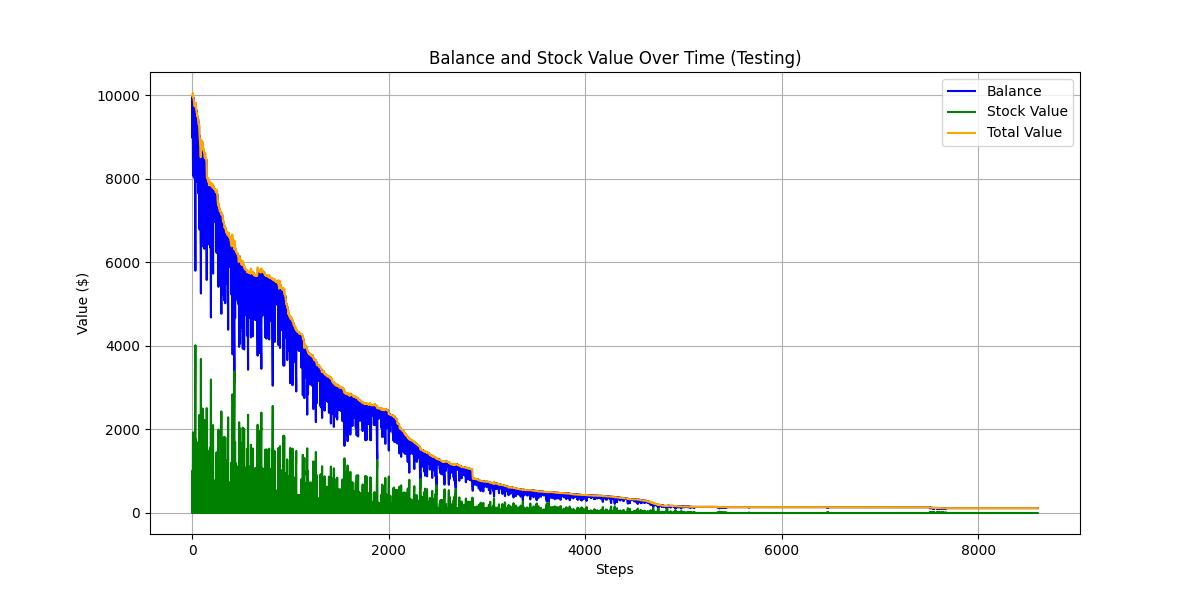 Balance and Stock Value Over Time (Testing)
10000
8000
6000
4000
2000
0
Value ($)
Balance
Stock Value
Total Value
0 2000 4000 6000 8000
Steps